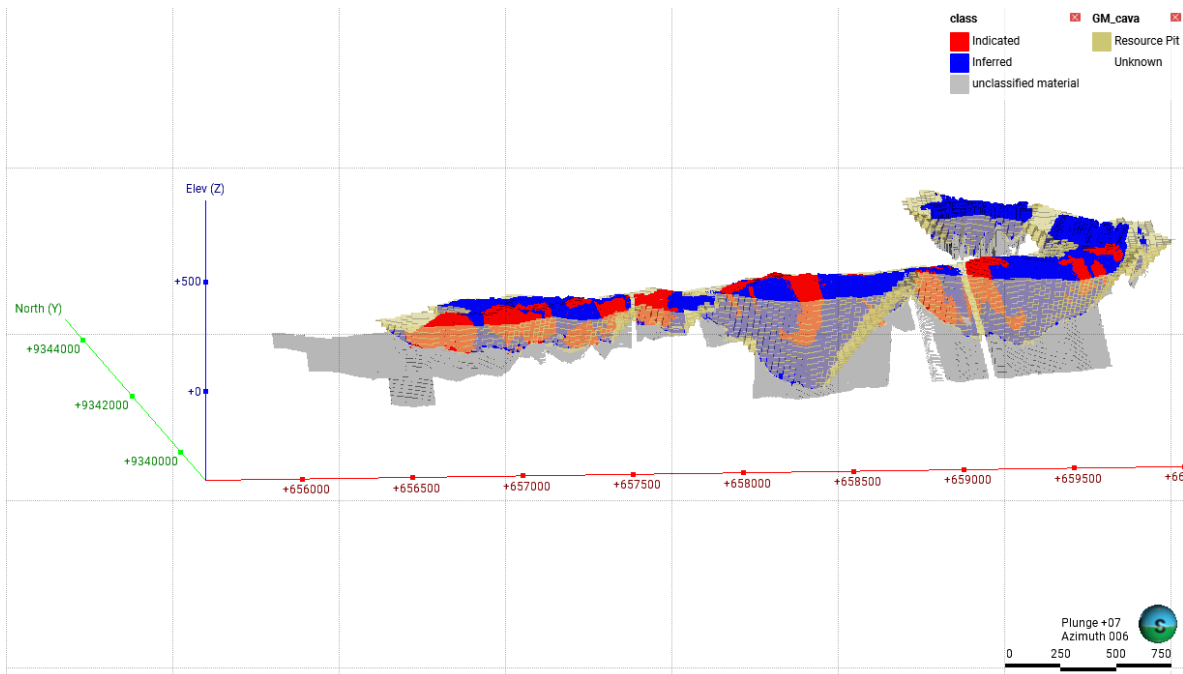 class
GM_cava
Indicated
Resource Pit
Inferred
Unknown
unclassified material
Elev (Z)
+500
North (Y)
+9344000
+0
+9342000
+9340000
+656000
+656500
+657000
+657500
+658000
+658500
+659000
+659500
+66
Plunge +07
Azimuth 006
S
0 250 500 750